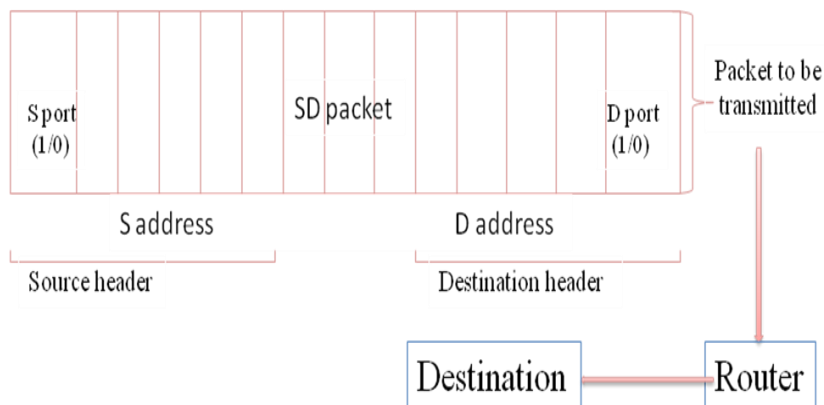 S port
(1/0)
SD packet
D port
(1/0)
Packet to be
transmitted
S address
D address
Source header
Destination header
Destination
Router